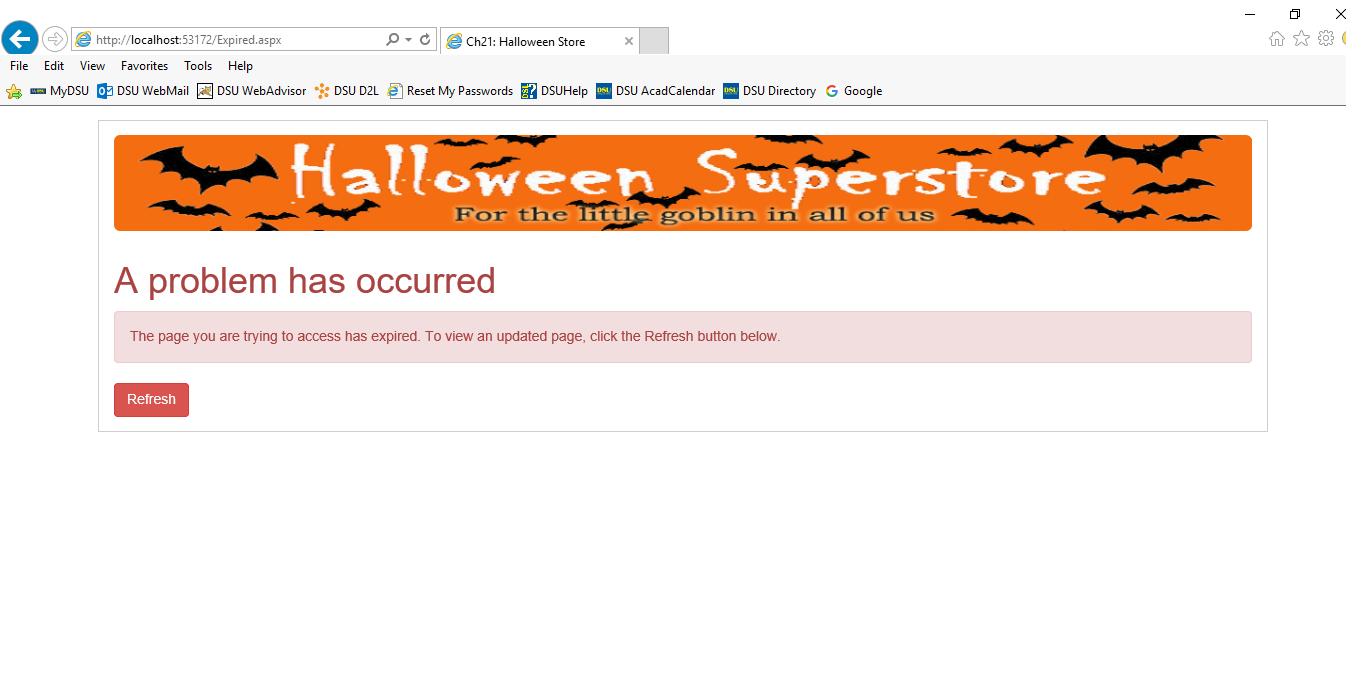 http://localhost:53172/Expired.aspx
Ch21: Halloween Store
File Edit View Favorites Tools Help
MyDSU DSU WebMail DSU WebAdvisor DSU D2L Reset My Passwords DSUHelp DSU AcadCalendar DSU Directory Google
Halloween Superstore
For the little goblin in all of us
A problem has occurred
The page you are trying to access has expired. To view an updated page, click the Refresh button below.
Refresh